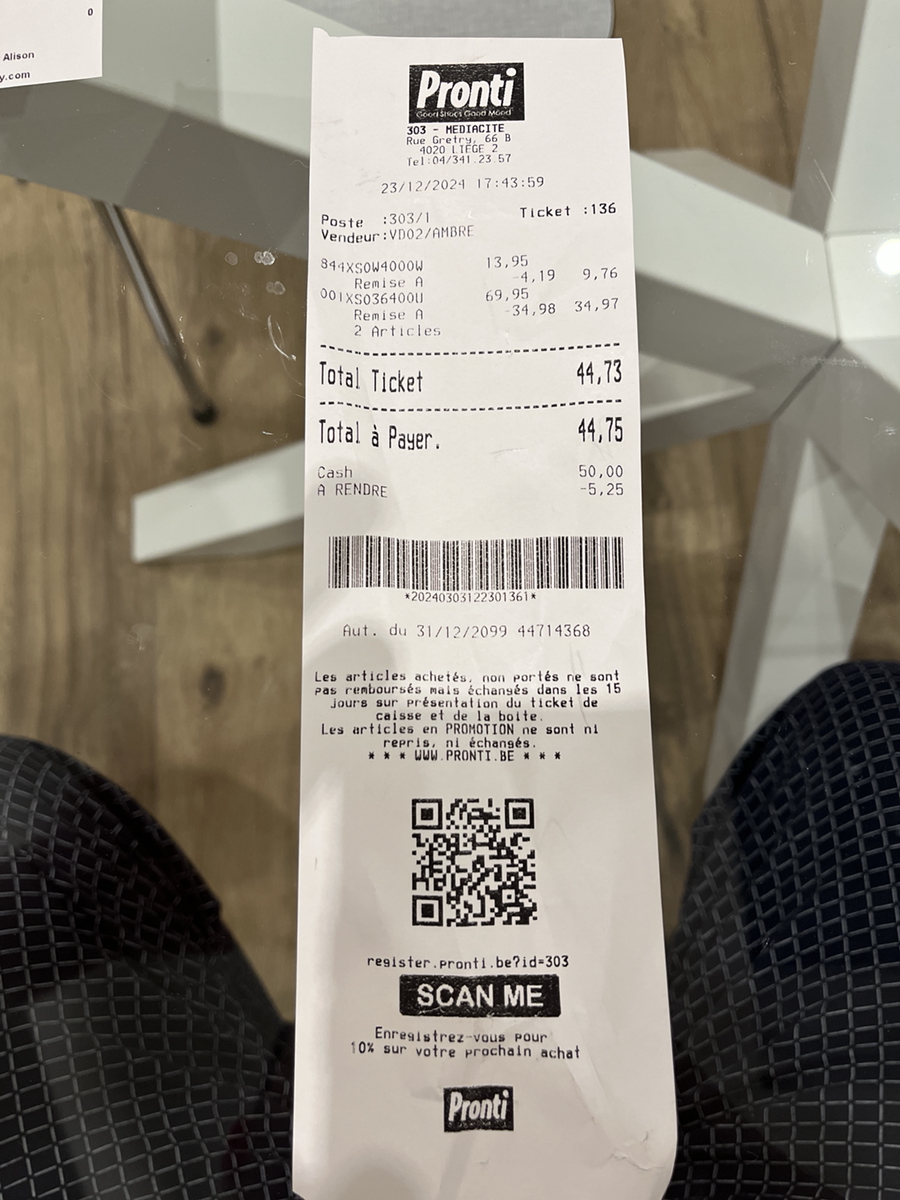 0
Alison
y.com
Pronti
Good Shoes Good Mood
303 - MEDIACITE
Rue Gretry, 66 B
4020 LIEGE 2
Tel:04/341.23 57
23/12/2024 17:43:59
Poste :303/1 Ticket :136
Vendeur:VD02/AMBRE
844XSOW4000W 13,95
Remise A -4,19 9,76
001XS036400U 69,95
Remise A -34,98 34,97
2 Articles
Total Ticket 44,73
Total à Payer. 44,75
Cash 50,00
A RENDRE -5,25
*20240303122301361*
Aut. du 31/12/2099 44714368
Les articles achetés, non portés ne sont
pas remboursés mais échangés dans les 15
jours sur présentation du ticket de
caisse et de la boite.
Les articles en PROMOTION ne sont ni
repris, ni échangés.
* * * WWW.PRONTI.BE * * *
register.pronti.be?id=303
SCAN ME
Enregistrez-vous pour
10% sur votre prochain achat
Pronti